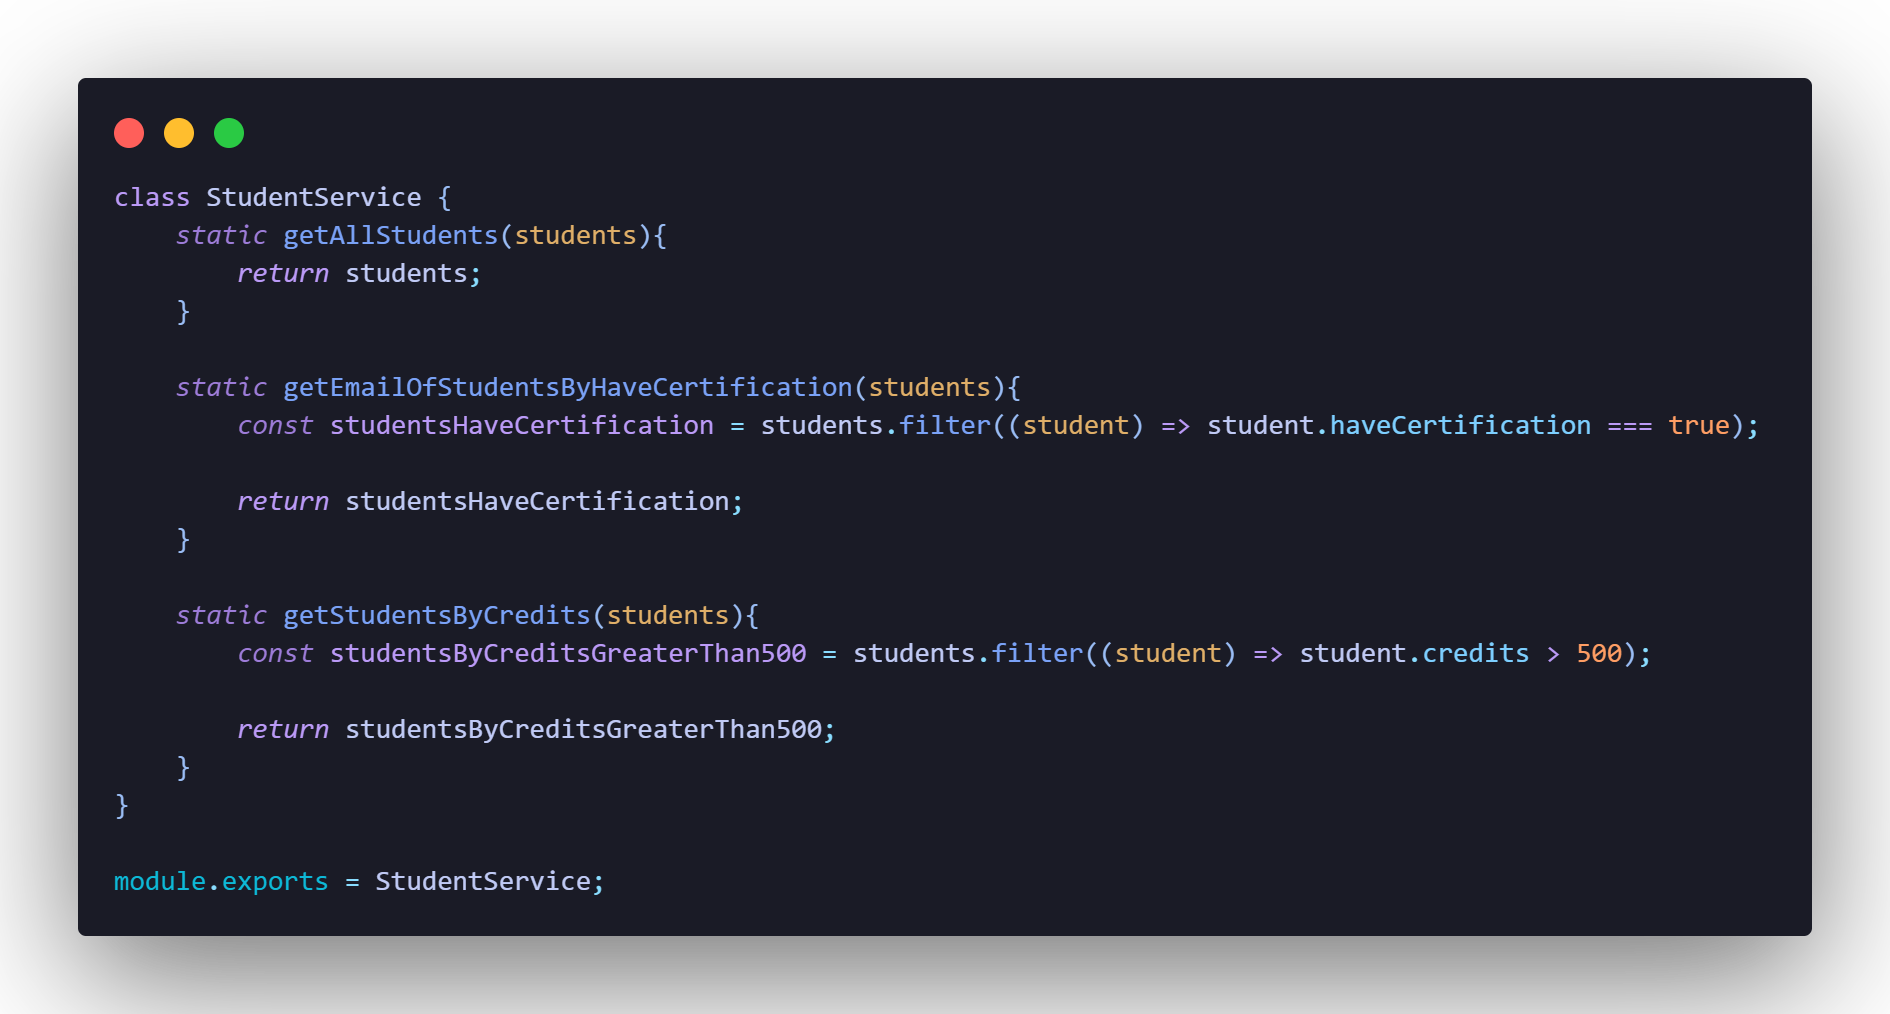 class StudentService {
    static getAllStudents(students){
        return students;
    }

    static getEmailOfStudentsByHaveCertification(students){
        const studentsHaveCertification = students.filter((student) => student.haveCertification === true);

        return studentsHaveCertification;
    }

    static getStudentsByCredits(students){
        const studentsByCreditsGreaterThan500 = students.filter((student) => student.credits > 500);

        return studentsByCreditsGreaterThan500;
    }
}

module.exports = StudentService;